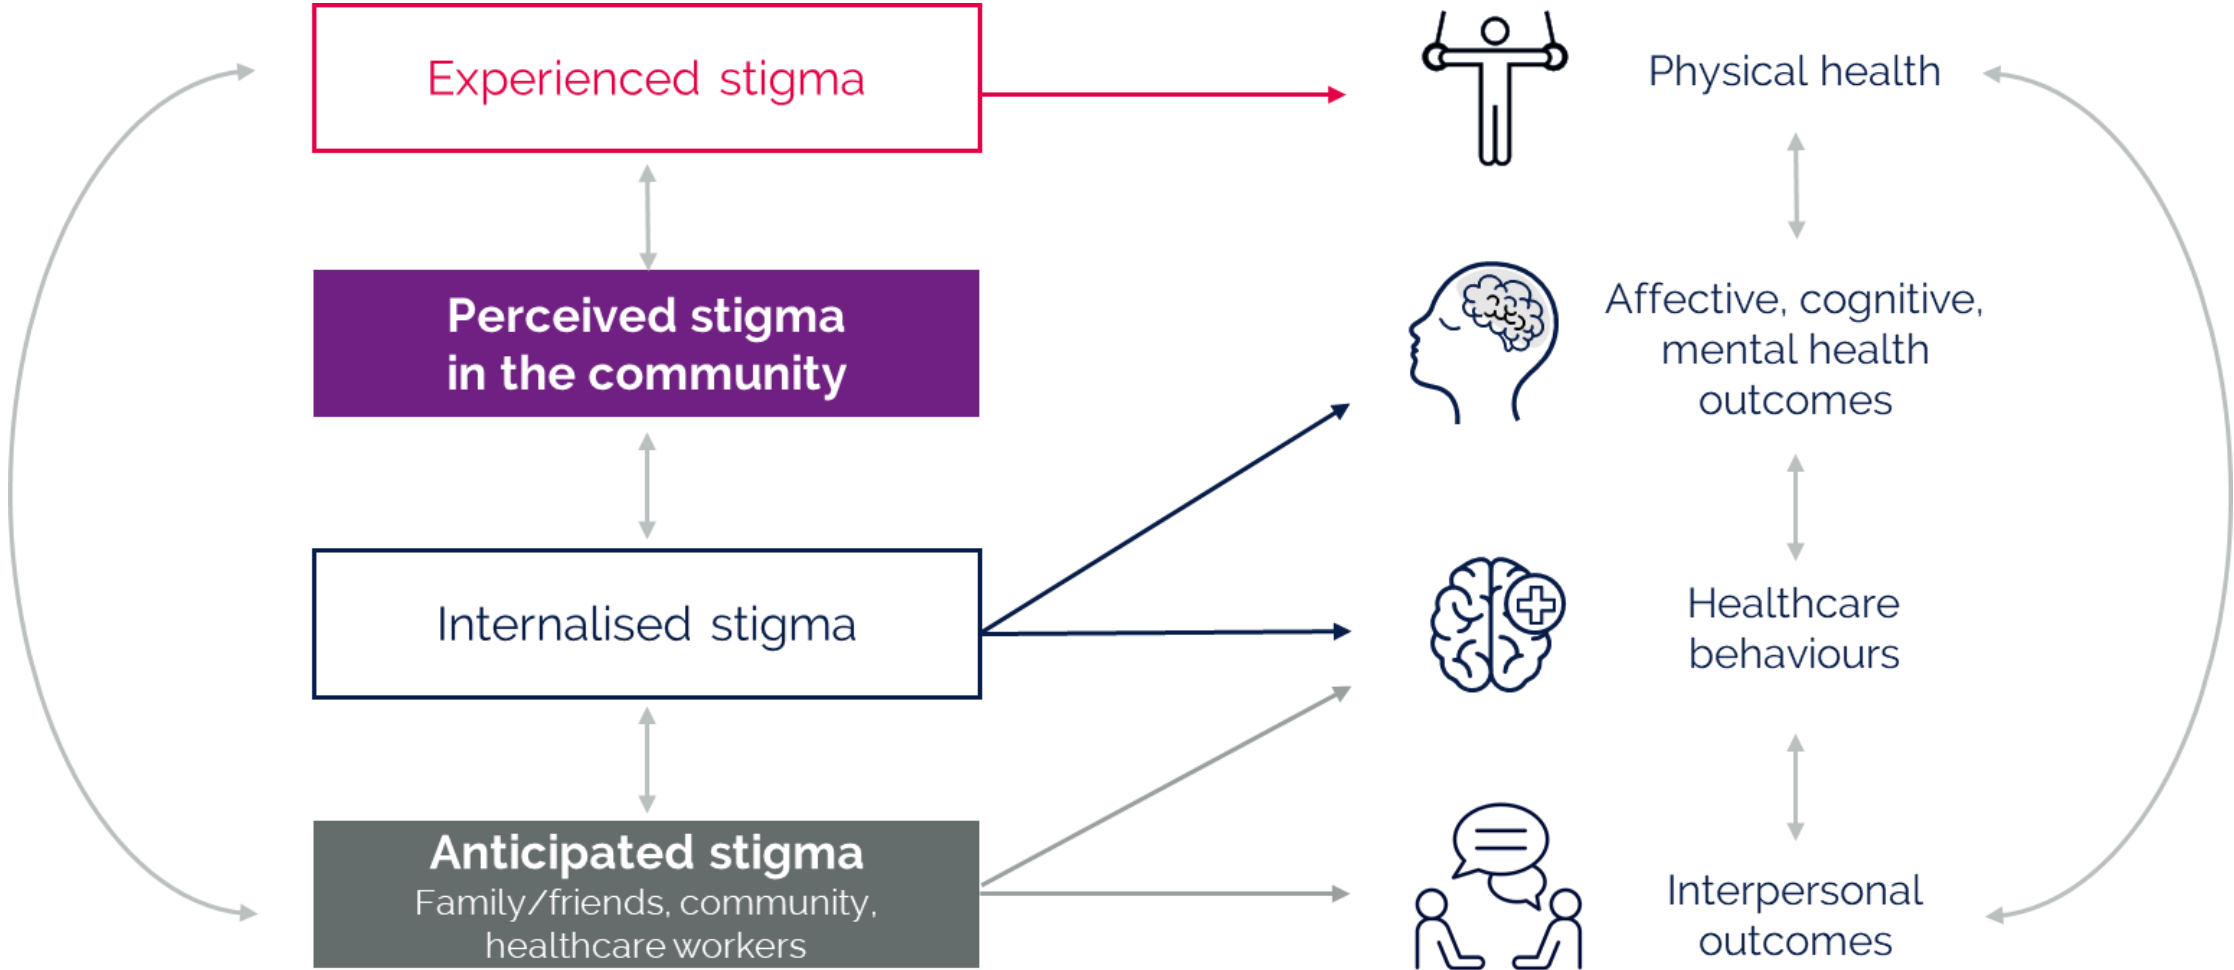 Experienced stigma
Physical health
Perceived stigma
in the community
Affective, cognitive,
mental health
outcomes
Internalised stigma
Healthcare
behaviours
Anticipated stigma
Family/friends, community,
healthcare workers
Interpersonal
outcomes